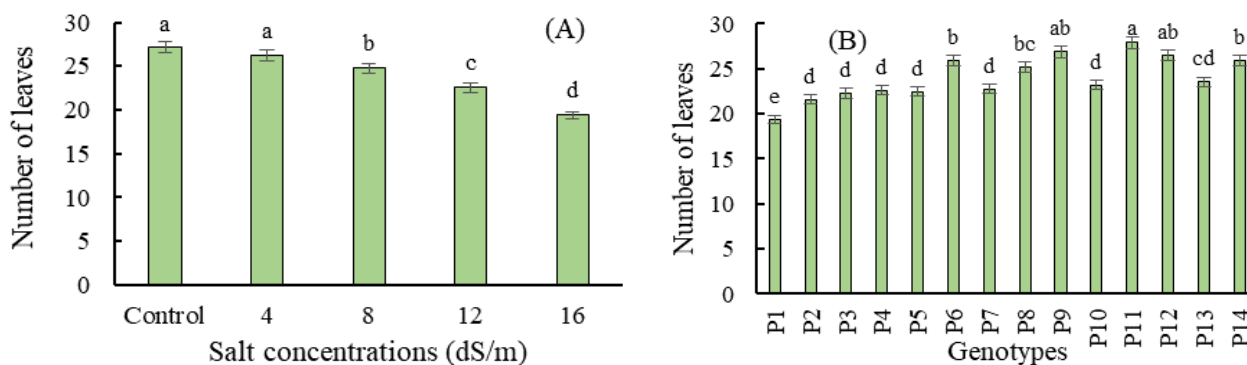 (A)
Number of leaves
30
25
20
15
10
5
0
a
a
b
c
d
Control 4 8 12 16
Salt concentrations (dS/m)
(B)
Number of leaves
30
25
20
15
10
5
0
e
d
d
d
d
b
d
bc
ab
d
a
ab
cd
b
P1 P2 P3 P4 P5 P6 P7 P8 P9 P10 P11 P12 P13 P14
Genotypes